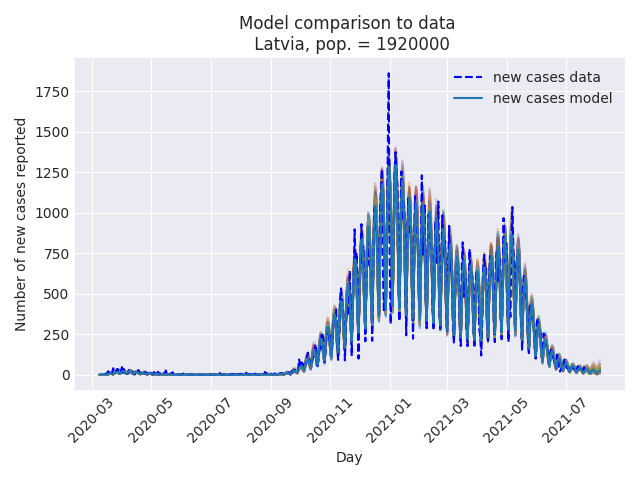 Model comparison to data
Latvia, pop. = 1920000
new cases data
new cases model
Number of new cases reported
1750
1500
1250
1000
750
500
250
0
2020-03
2020-05
2020-07
2020-09
2020-11
2021-01
2021-03
2021-05
2021-07
Day